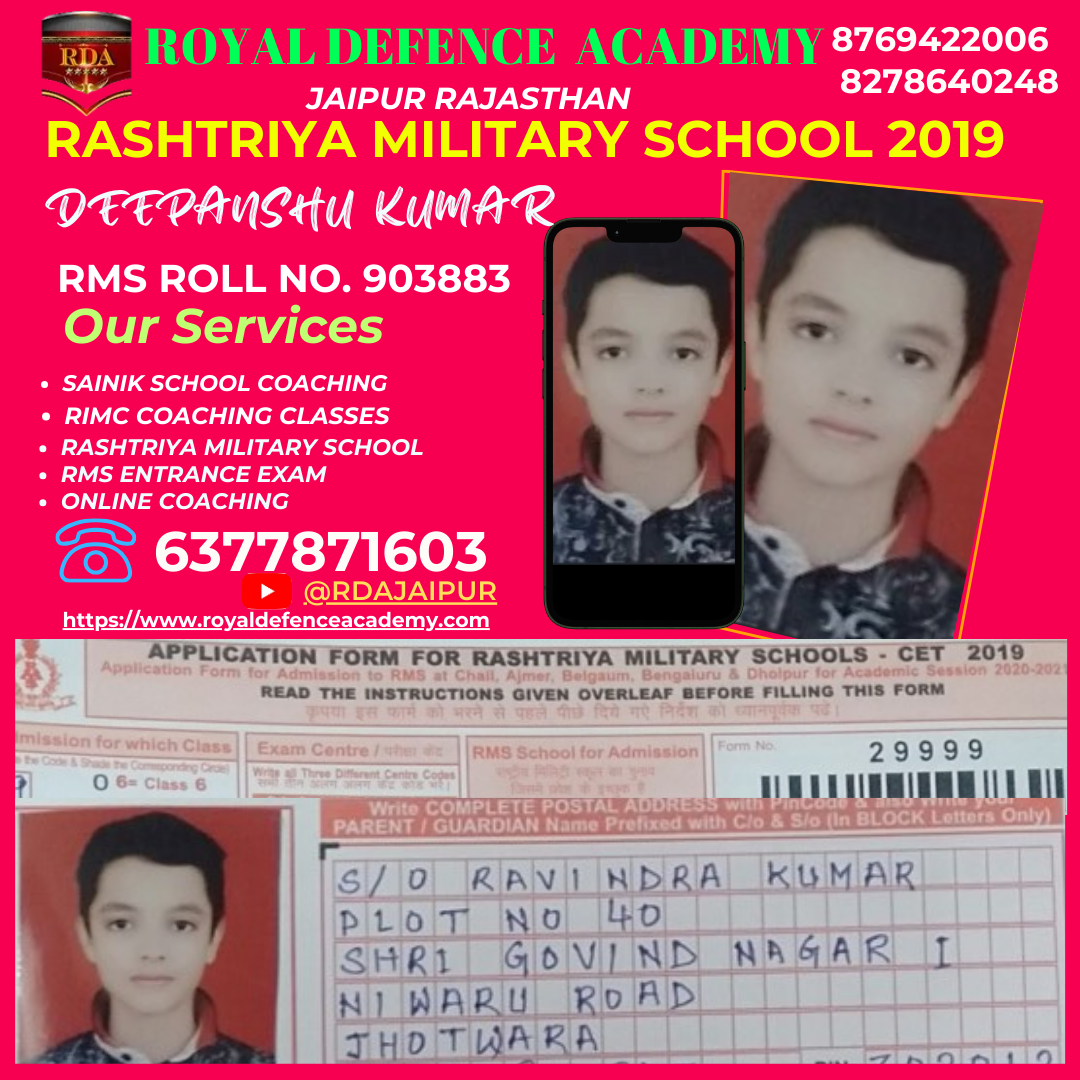 RDA
ROYAL DEFENCE ACADEMY
8769422006
8278640248
JAIPUR RAJASTHAN
RASHTRIYA MILITARY SCHOOL 2019
DEEPANSHU KUMAR
RMS ROLL NO. 903883
Our Services
• SAINIK SCHOOL COACHING
• RIMC COACHING CLASSES
• RASHTRIYA MILITARY SCHOOL
• RMS ENTRANCE EXAM
• ONLINE COACHING
6377871603
@RDAJAIPUR
https://www.royaldefenceacademy.com
APPLICATION FORM FOR RASHTRIYA MILITARY SCHOOLS - CET 2019
Application Form for Admission to RMS at Chail, Ajmer, Belgaum, Bengaluru & Dholpur for Academic Session 2020-2021
READ THE INSTRUCTIONS GIVEN OVERLEAF BEFORE FILLING THIS FORM
कृपया इस फार्म को भरने से पहले पीछे दिये गए निर्देश को ध्यानपूर्वक पढें।
mission for which Class
e the Code & Shade the Corresponding Circle)
O 6= Class 6
Exam Centre / परीक्षा केंद्र
Write all Three Different Centre Codes
सभी तीन अलग अलग केंद्र कोड भरें।
RMS School for Admission
राष्ट्रीय मिलिट्री स्कूल का चुनाव
Form No.
29999
Write COMPLETE POSTAL ADDRESS with PinCode & also Write your
PARENT / GUARDIAN Name Prefixed with C/o & S/o (In BLOCK Letters Only)
S/O RAVINDRA KUMAR
PLOT NO 40
SHRI GOVIND NAGAR I
NIWARU ROAD
JHOTWARA